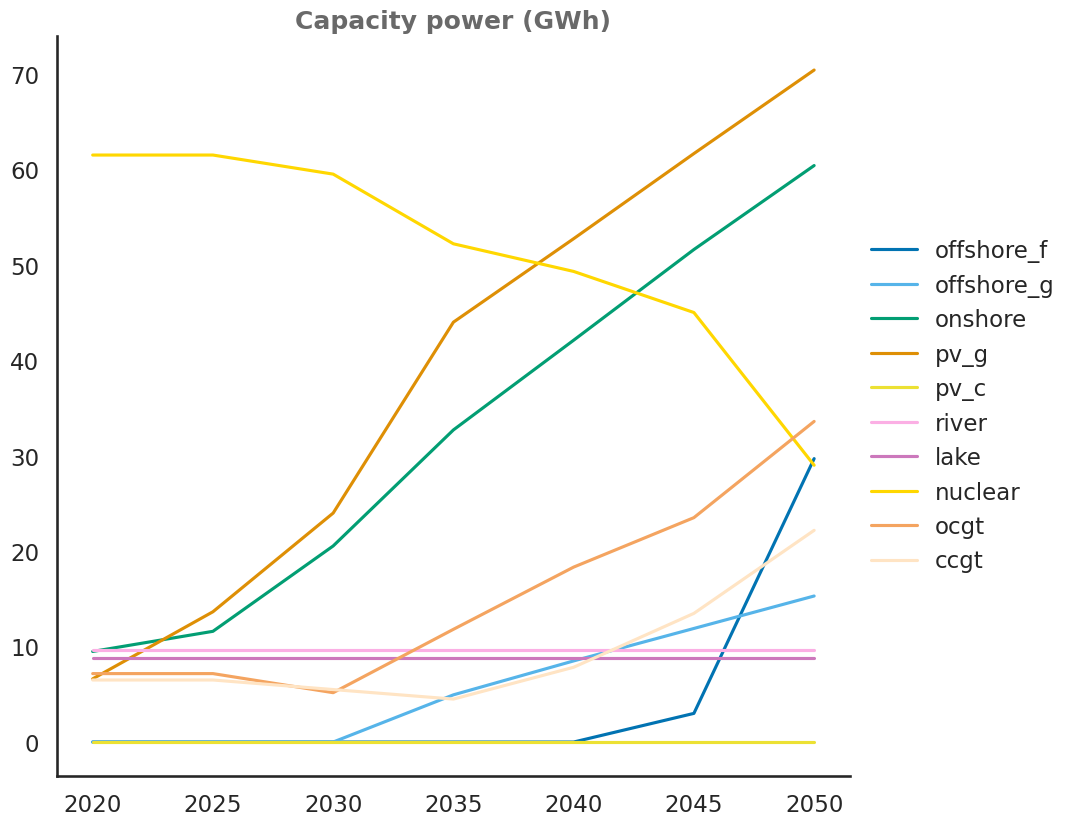 Capacity power (GWh)
70
60
50
40
30
20
10
0
2020 2025 2030 2035 2040 2045 2050
offshore_f
offshore_g
onshore
pv_g
pv_c
river
lake
nuclear
ocgt
ccgt